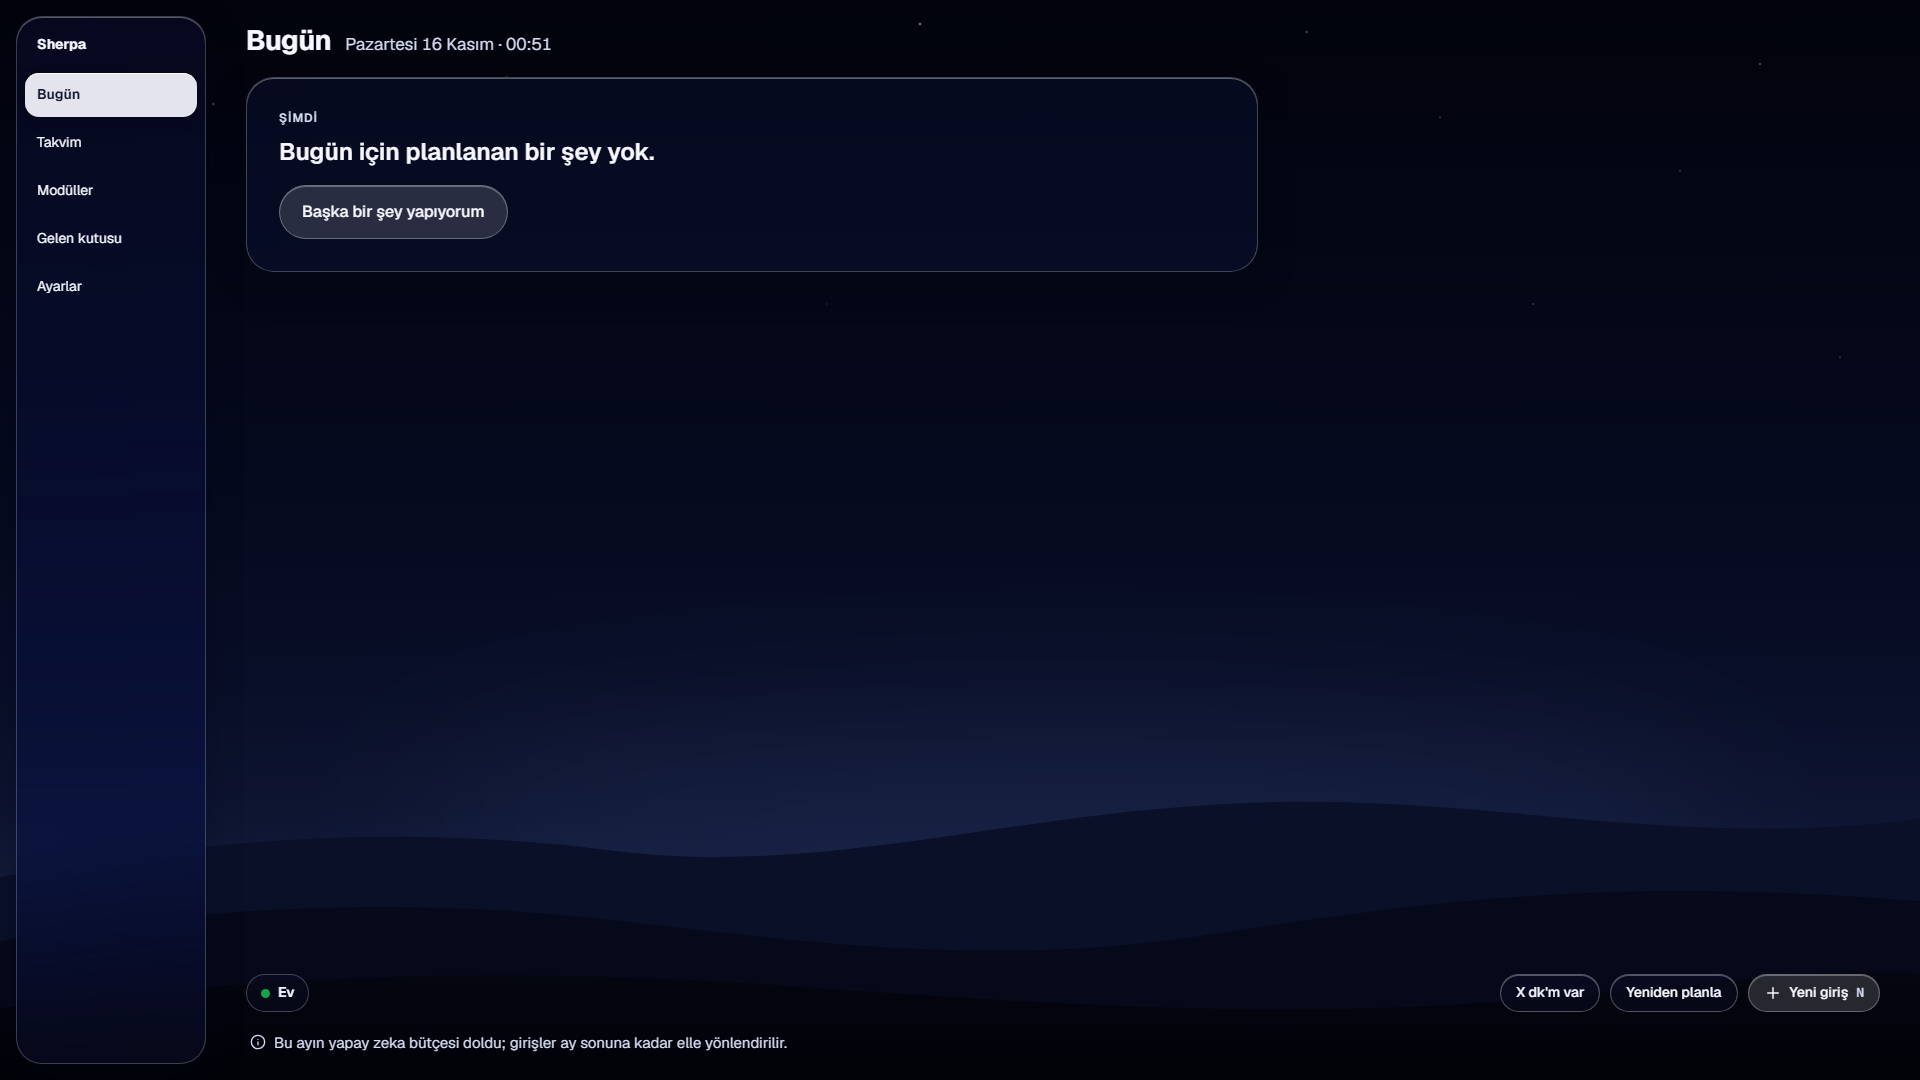 Sherpa
Bugün
Takvim
Modüller
Gelen kutusu
Ayarlar
Bugün Pazartesi 16 Kasım · 00:51
ŞİMDİ
Bugün için planlanan bir şey yok.
Başka bir şey yapıyorum
Ev
X dk'm var
Yeniden planla
Yeni giriş N
Bu ayın yapay zeka bütçesi doldu; girişler ay sonuna kadar elle yönlendirilir.